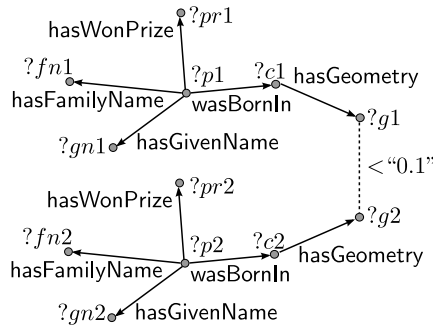 ?pr1
hasWonPrize
?fn1
?p1
?c1
hasGeometry
hasFamilyName
wasBornIn
?g1
?gn1
hasGivenName
<“0.1”
?pr2
hasWonPrize
?g2
?fn2
?p2
?c2
hasFamilyName
wasBornIn
hasGeometry
?gn2
hasGivenName